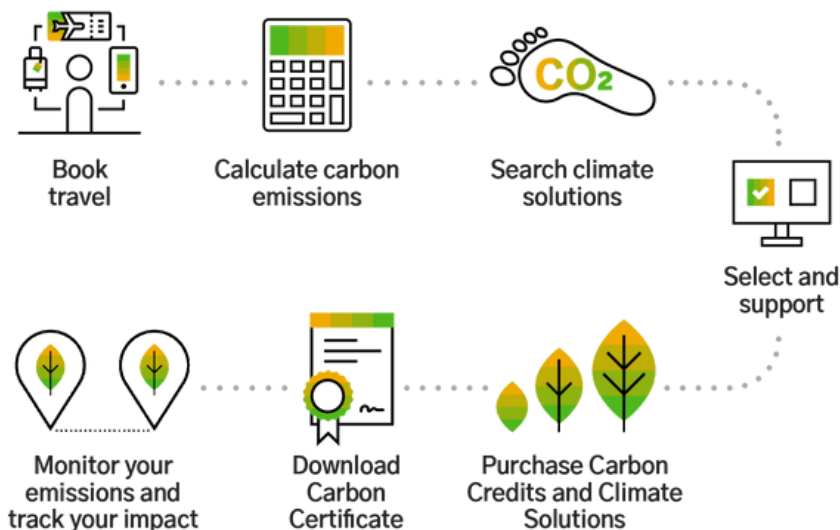 Book
travel
Calculate carbon
emissions
CO₂
Search climate
solutions
Select and
support
Purchase Carbon
Credits and Climate
Solutions
Download
Carbon
Certificate
Monitor your
emissions and
track your impact